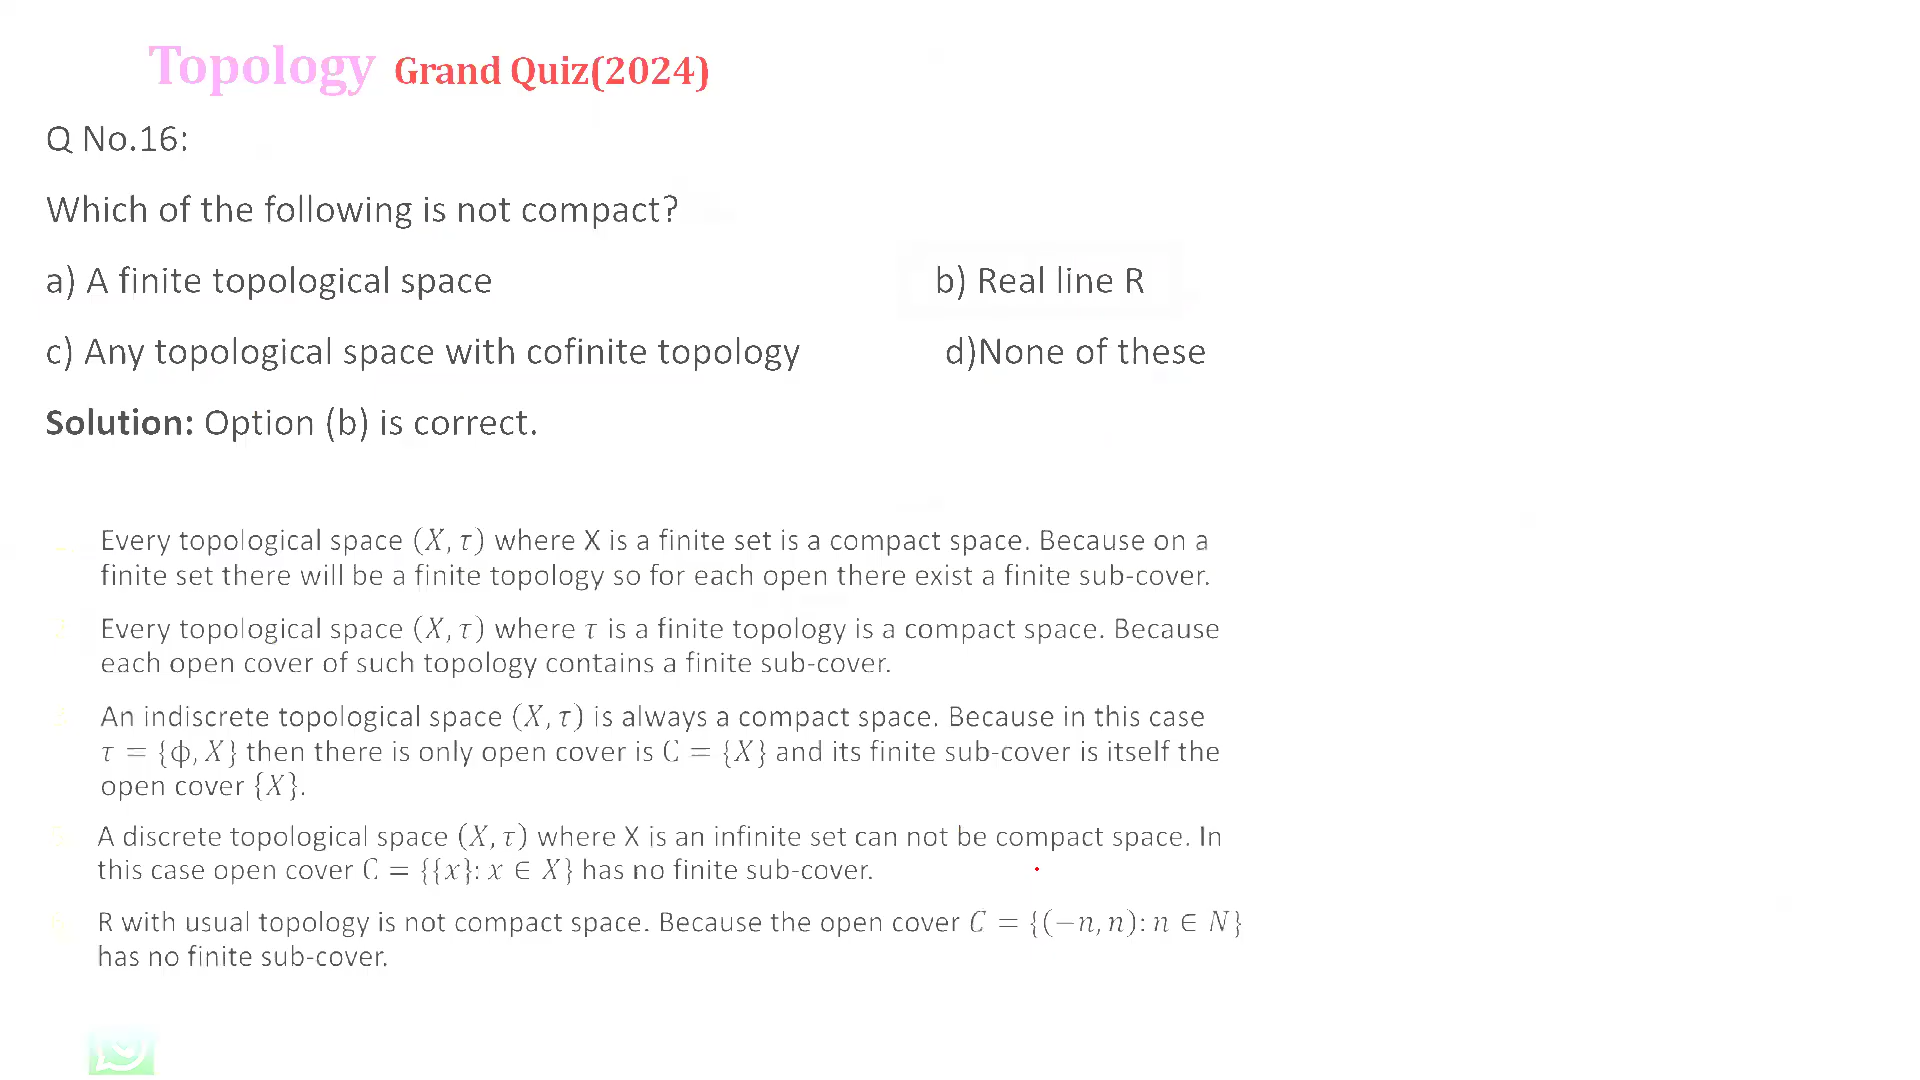 Topology Grand Quiz(2024)
Q No.16:
Which of the following is not compact?
a) A finite topological space b) Real line R
c) Any topological space with cofinite topology d)None of these
Solution: Option (b) is correct.
Every topological space (X, τ) where X is a finite set is a compact space. Because on a
finite set there will be a finite topology so for each open there exist a finite sub-cover.
2. Every topological space (X, τ) where τ is a finite topology is a compact space. Because
each open cover of such topology contains a finite sub-cover.
3. An indiscrete topological space (X, τ) is always a compact space. Because in this case
τ = {ф, X} then there is only open cover is C = {X} and its finite sub-cover is itself the
open cover {X}.
5. A discrete topological space (X, τ) where X is an infinite set can not be compact space. In
this case open cover C = {{x}: x ∈ X} has no finite sub-cover.
6. R with usual topology is not compact space. Because the open cover C = {(−n, n): n ∈ N}
has no finite sub-cover.